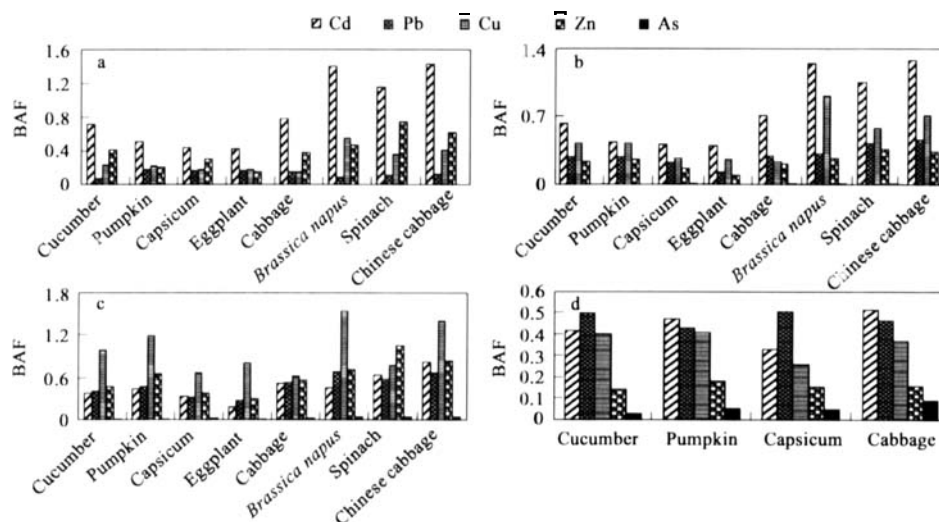 Cd Pb Cu Zn As
a
BAF
1.6
1.2
0.8
0.4
0
Cucumber Pumpkin Capsicum Eggplant Cabbage Brassica napus Spinach Chinese cabbage
b
BAF
1.4
0.7
0
Cucumber Pumpkin Capsicum Eggplant Cabbage Brassica napus Spinach Chinese cabbage
c
BAF
1.8
1.2
0.6
0
Cucumber Pumpkin Capsicum Eggplant Cabbage Brassica napus Spinach Chinese cabbage
d
BAF
0.6
0.5
0.4
0.3
0.2
0.1
0
Cucumber Pumpkin Capsicum Cabbage